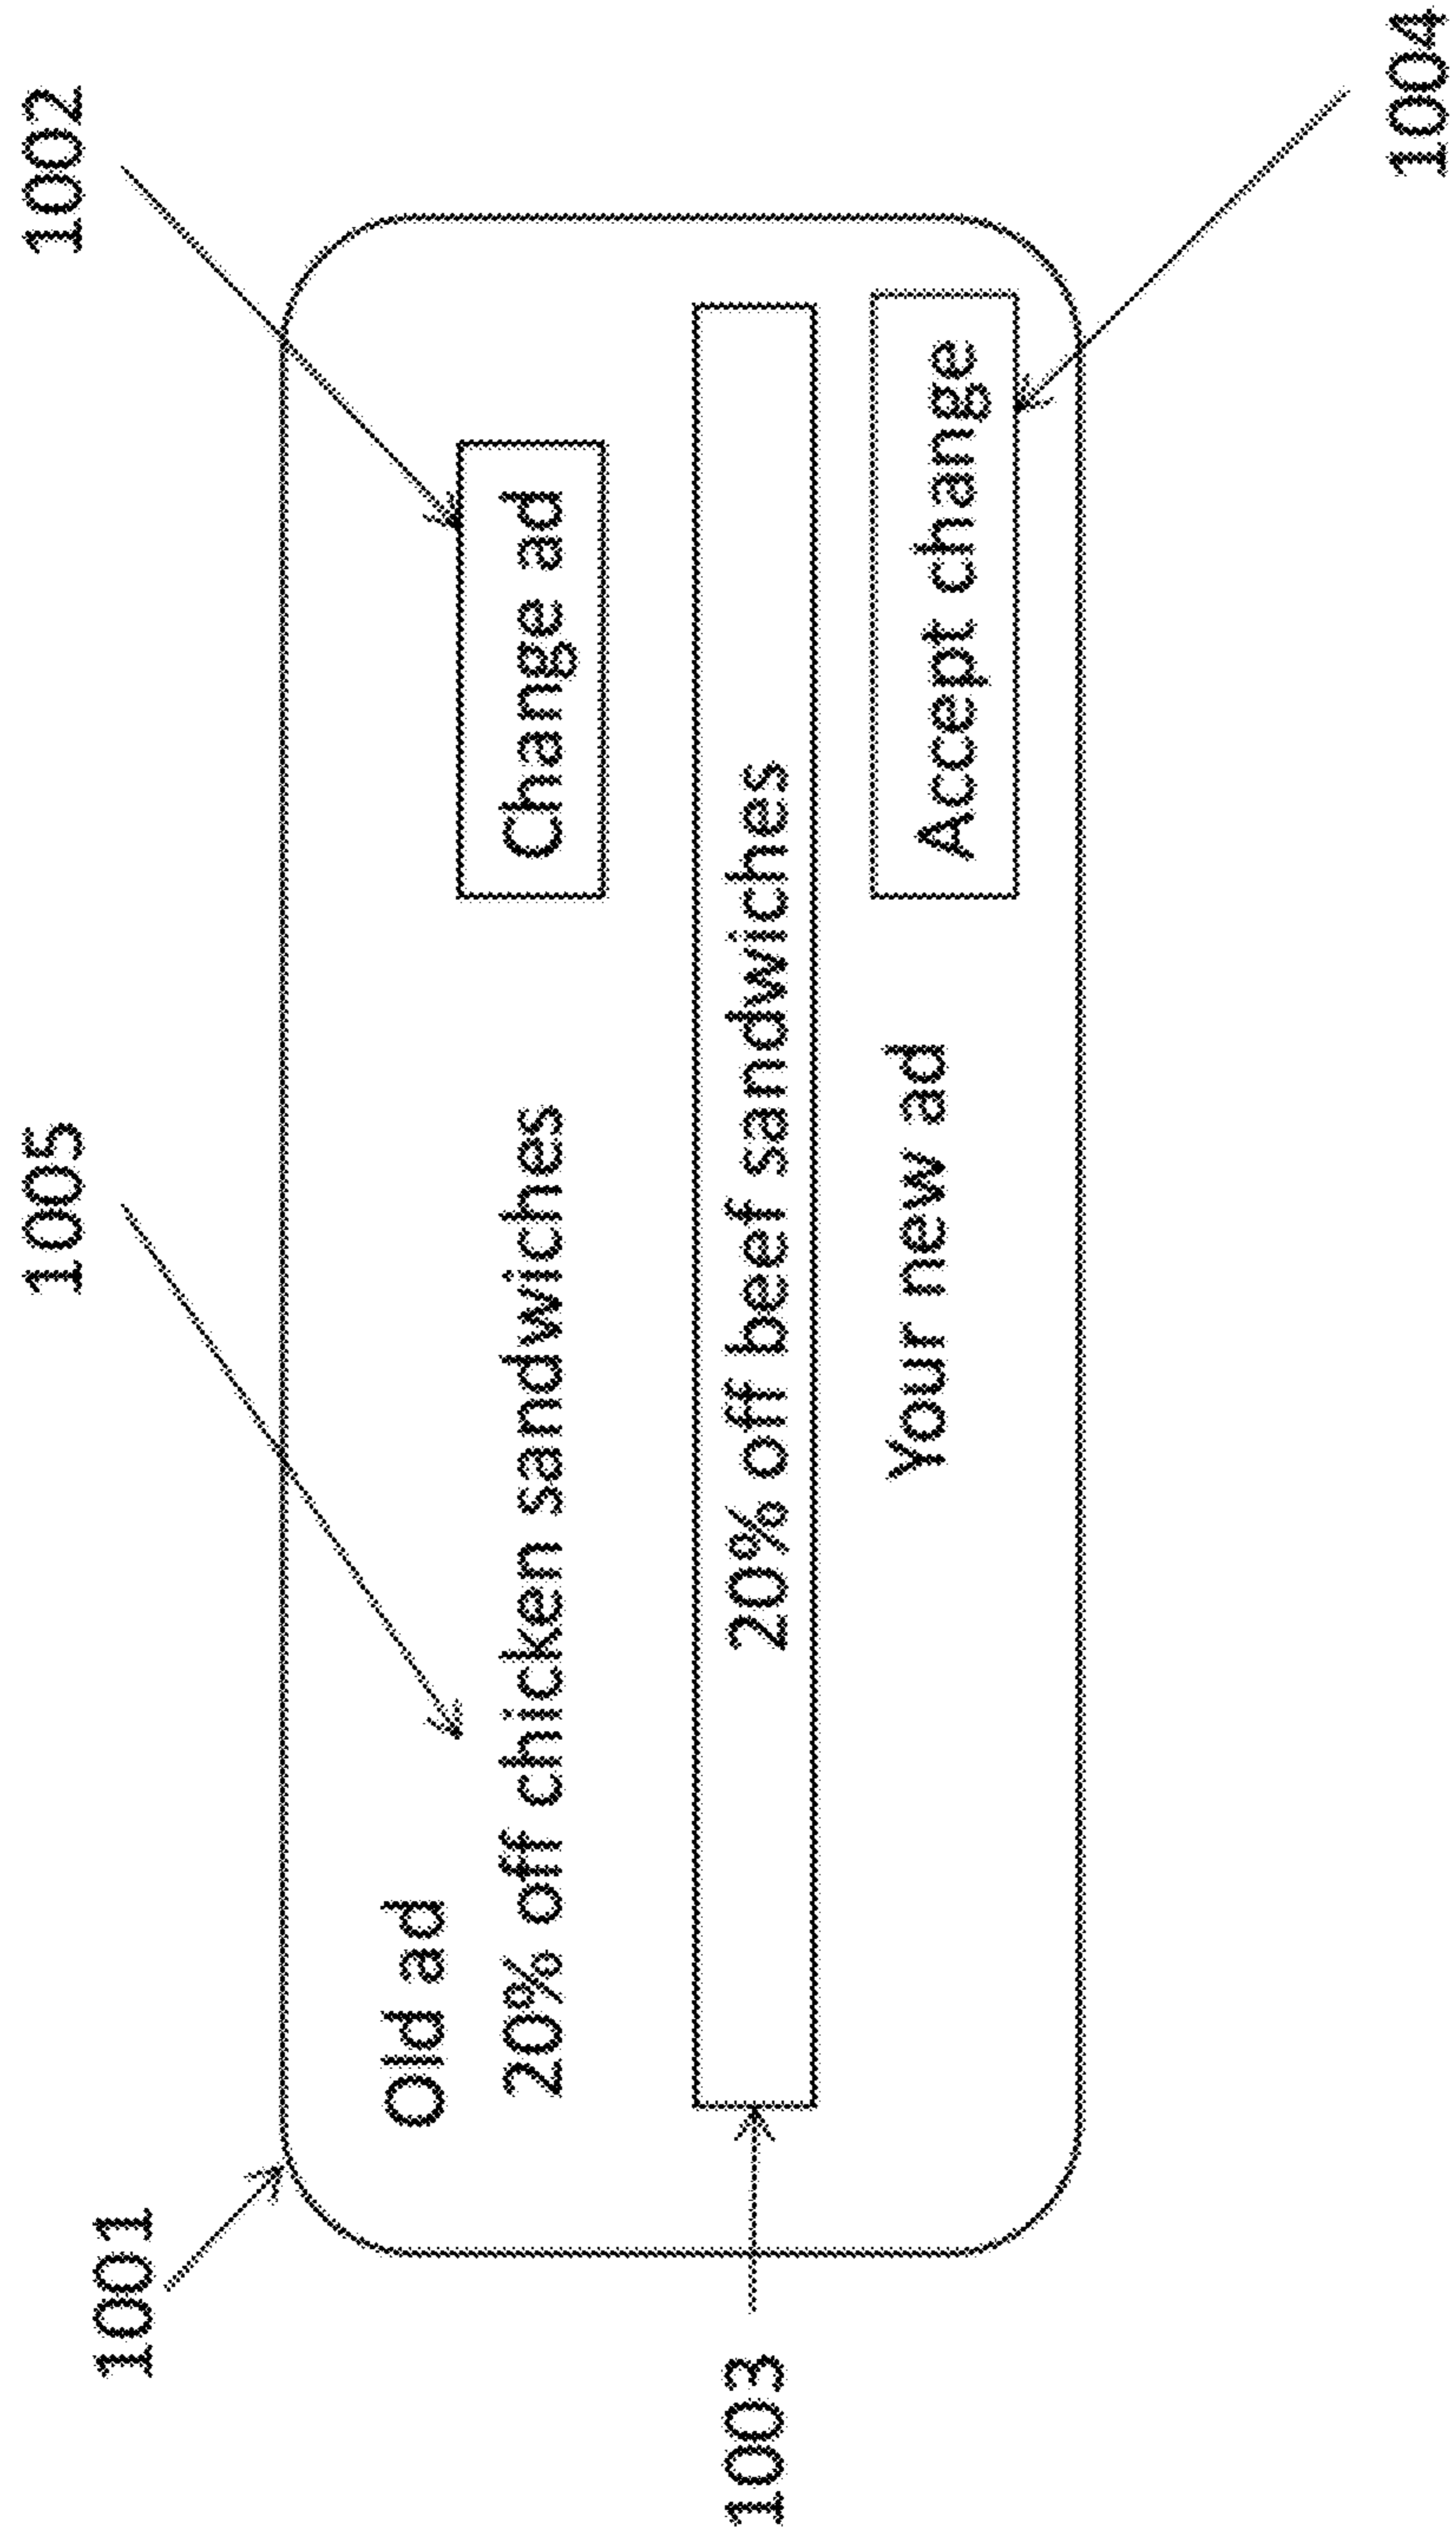 1001
1005
1002
Old ad
20% off chicken sandwiches
Change ad
1003
20% off beef sandwiches
Your new ad
Accept change
1004